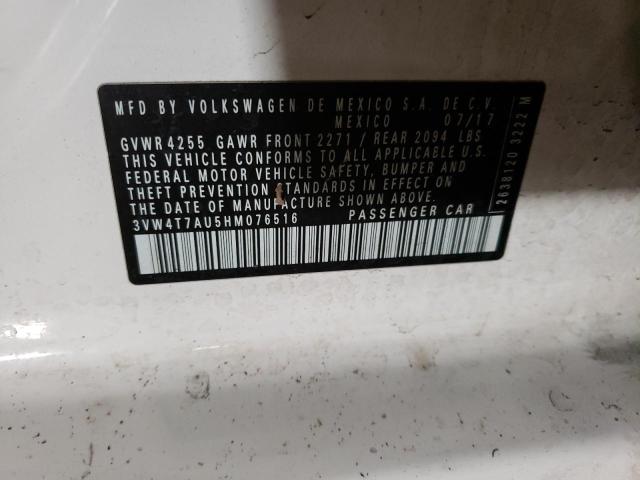 MFD BY VOLKSWAGEN DE MEXICO S.A. DE C.V.
MEXICO 07/17
GVWR 4255 GAWR FRONT 2271 / REAR 2094 LBS
THIS VEHICLE CONFORMS TO ALL APPLICABLE U.S.
FEDERAL MOTOR VEHICLE SAFETY, BUMPER AND
THEFT PREVENTION STANDARDS IN EFFECT ON
THE DATE OF MANUFACTURE SHOWN ABOVE.
3VW4T7AU5HM076516 PASSENGER CAR
2638120 3222 M